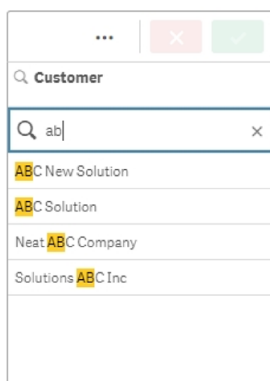 Customer
ab
ABC New Solution
ABC Solution
Neat ABC Company
Solutions ABC Inc